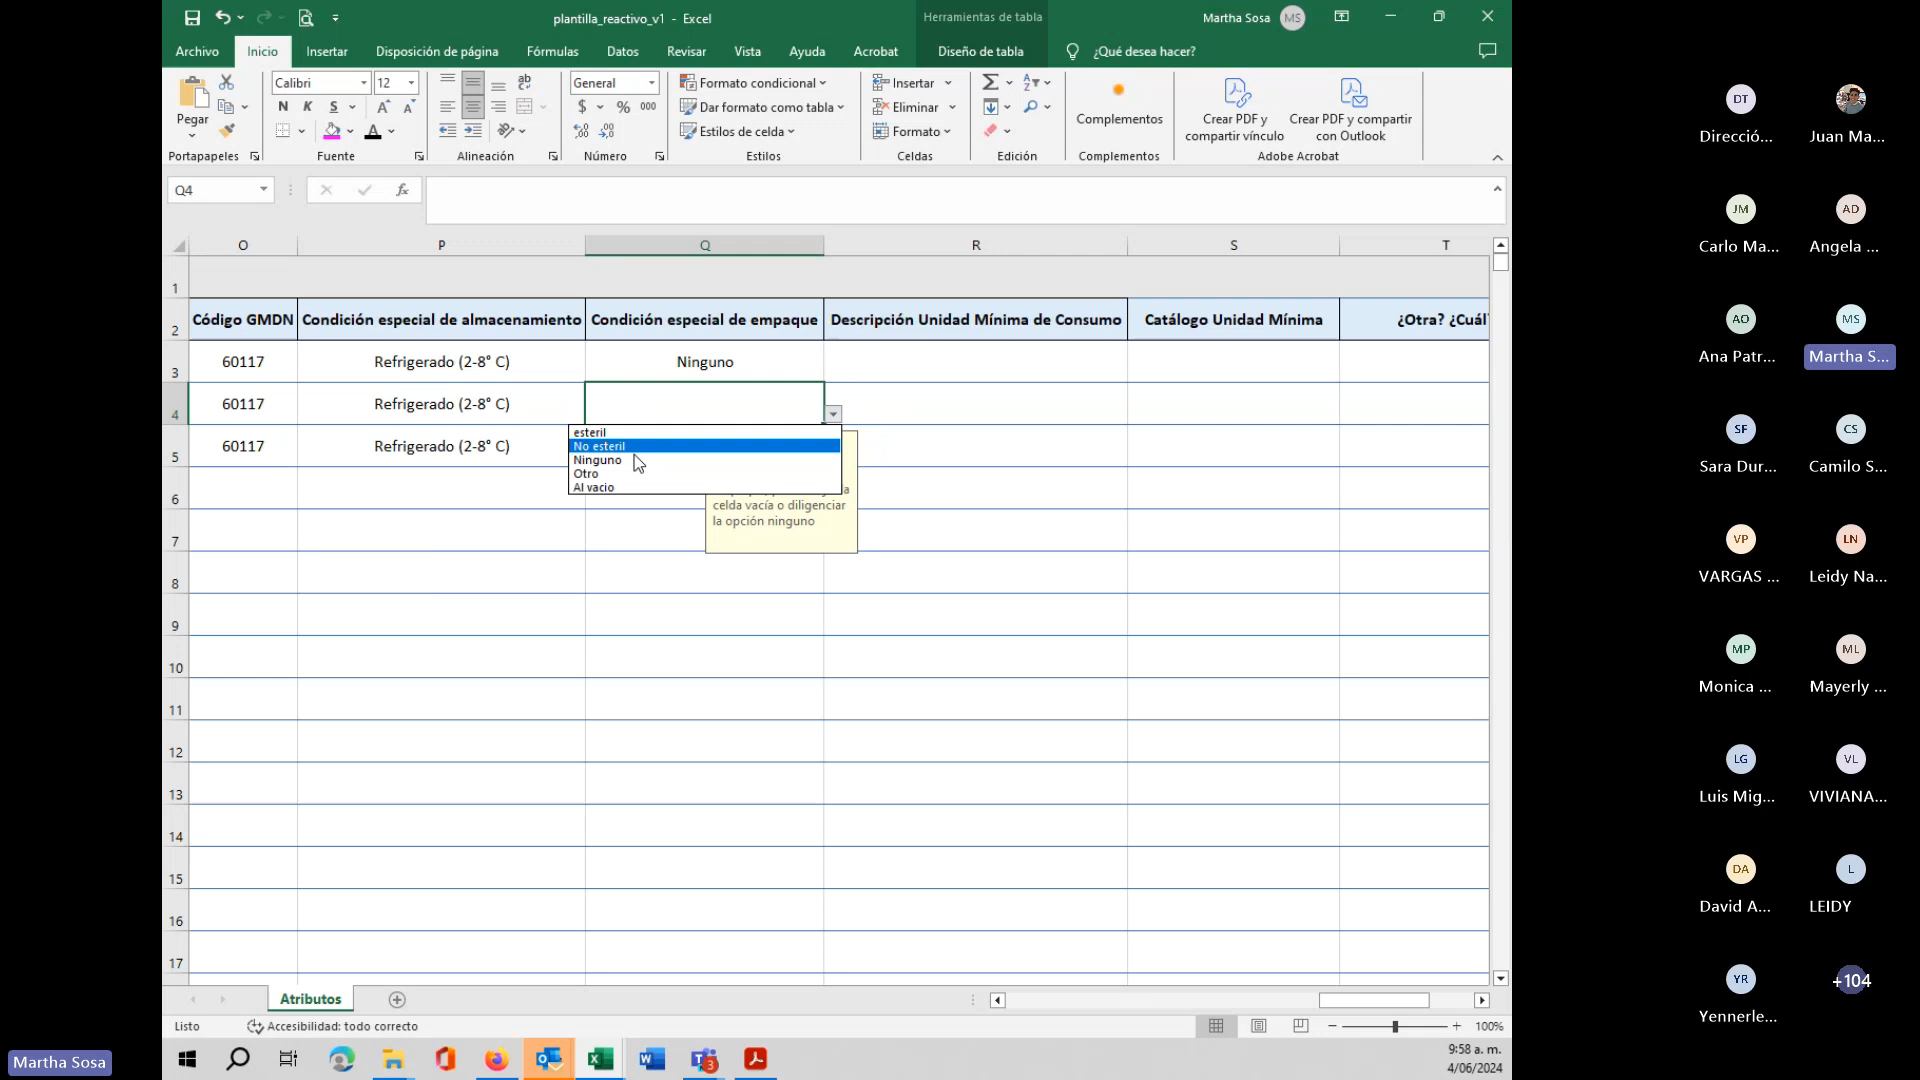 plantilla_reactivo_v1 - Excel
Herramientas de tabla
Martha Sosa
MS
Archivo
Inicio
Insertar
Disposición de página
Fórmulas
Datos
Revisar
Vista
Ayuda
Acrobat
Diseño de tabla
¿Qué desea hacer?
Pegar
Portapapeles
Calibri
12
N K S
A A
A
Fuente
ab
Alineación
General
$ % 000
Número
Formato condicional
Dar formato como tabla
Estilos de celda
Estilos
Insertar
Eliminar
Formato
Celdas
Edición
Complementos
Complementos
Crear PDF y
compartir vínculo
Crear PDF y compartir
con Outlook
Adobe Acrobat
Q4
fx
O P Q R S T
1
2 Código GMDN Condición especial de almacenamiento Condición especial de empaque Descripción Unidad Mínima de Consumo Catálogo Unidad Mínima ¿Otra? ¿Cuál?
3 60117 Refrigerado (2-8° C) Ninguno
4 60117 Refrigerado (2-8° C)
5 60117 Refrigerado (2-8° C)
esteril
No esteril
Ninguno
Otro
Al vacio
a
celda vacía o diligenciar
la opción ninguno
6
7
8
9
10
11
12
13
14
15
16
17
Atributos
Listo
Accesibilidad: todo correcto
100%
9:58 a. m.
4/06/2024
3
Martha Sosa
DT
Direcció...
Juan Ma...
JM
Carlo Ma...
AD
Angela ...
AO
Ana Patr...
MS
Martha S...
SF
Sara Dur...
CS
Camilo S...
VP
VARGAS ...
LN
Leidy Na...
MP
Monica ...
ML
Mayerly ...
LG
Luis Mig...
VL
VIVIANA...
DA
David A...
L
LEIDY
YR
Yennerle...
+104